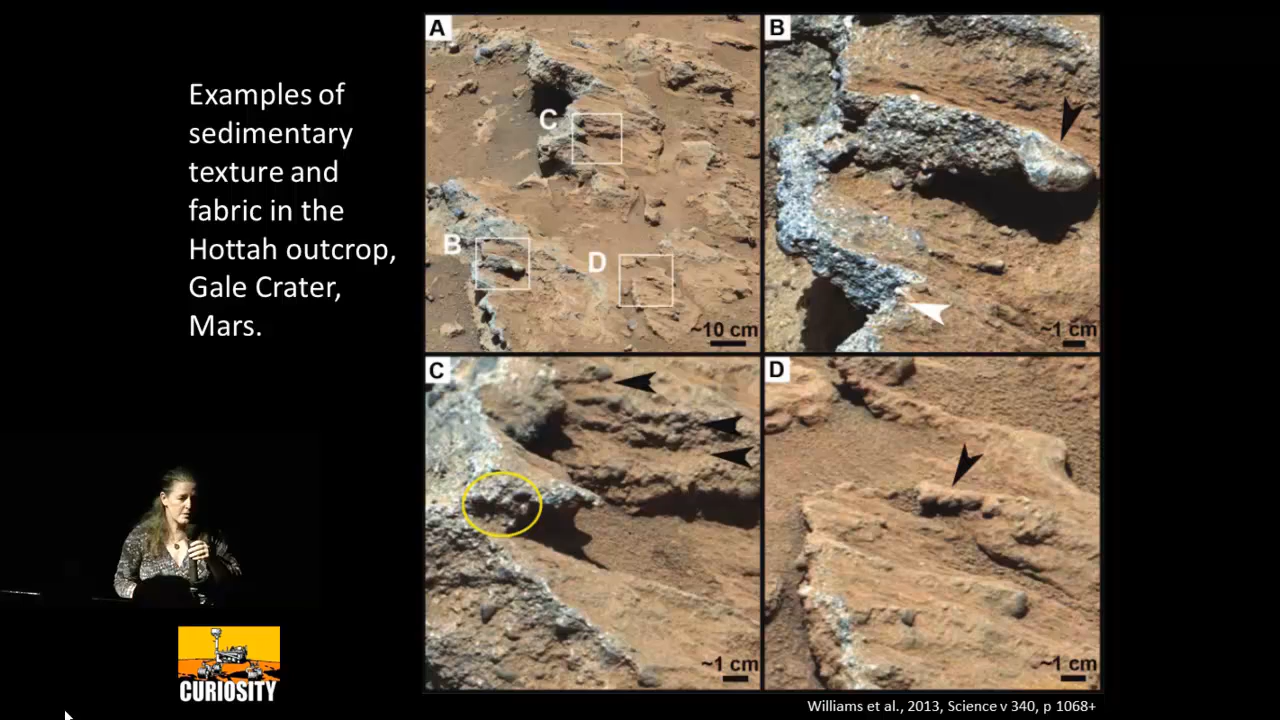 Examples of
sedimentary
texture and
fabric in the
Hottah outcrop,
Gale Crater,
Mars.
A
C
B
D
~10 cm
B
~1 cm
C
~1 cm
D
~1 cm
CURIOSITY
Williams et al., 2013, Science v 340, p 1068+